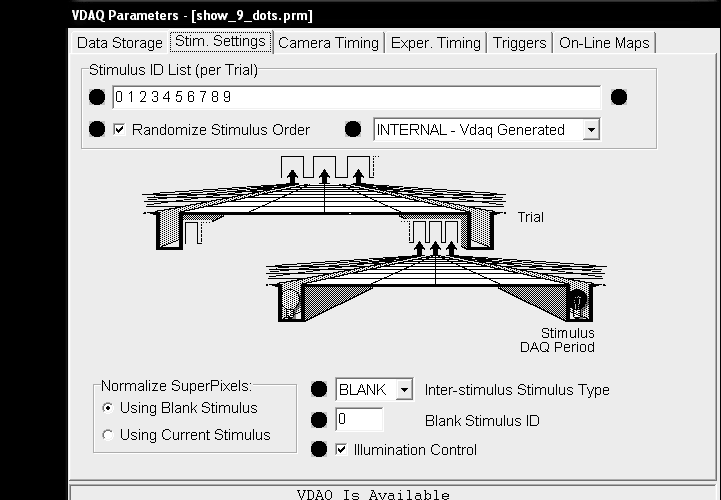 VDAQ Parameters - [show_9_dots.prm]
Data Storage Stim. Settings Camera Timing Exper. Timing Triggers On-Line Maps
Stimulus ID List (per Trial)
0 1 2 3 4 5 6 7 8 9
Randomize Stimulus Order INTERNAL - Vdaq Generated
Trial
Stimulus
DAQ Period
Normalize SuperPixels:
Using Blank Stimulus
Using Current Stimulus
BLANK Inter-stimulus Stimulus Type
0 Blank Stimulus ID
Illumination Control
VDAQ Is Available